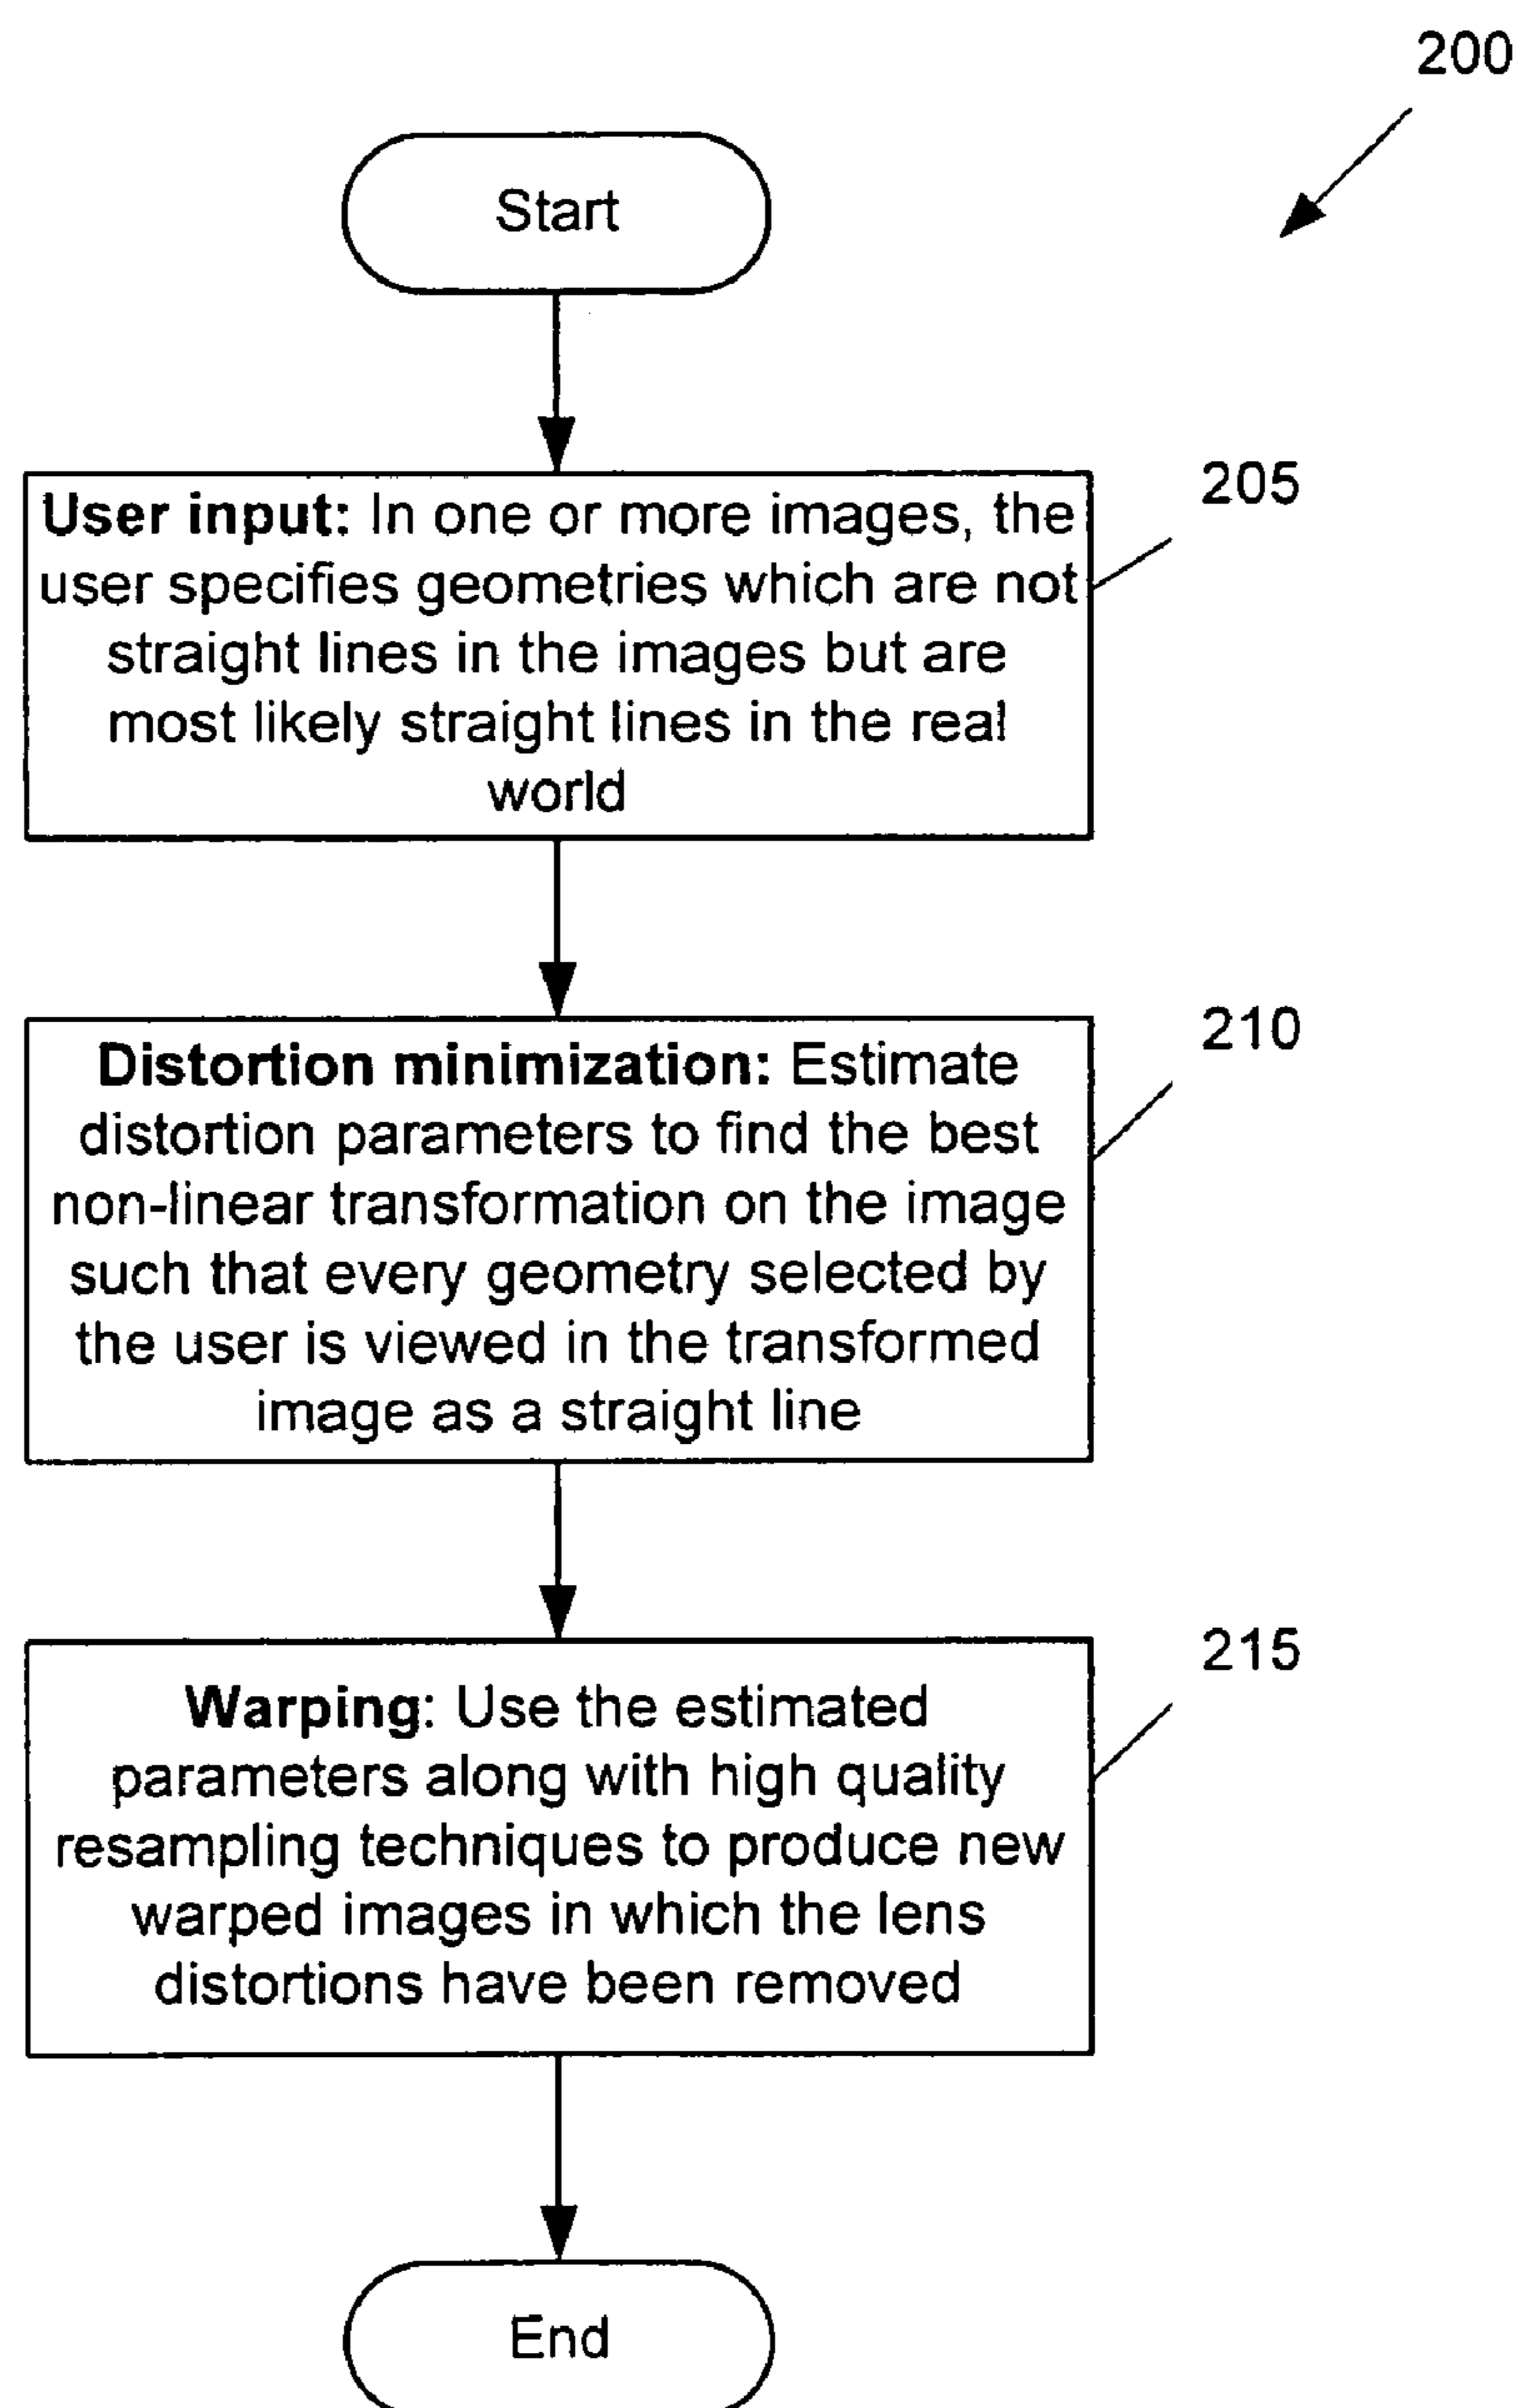 200
Start
205
User input: In one or more images, the
user specifies geometries which are not
straight lines in the images but are
most likely straight lines in the real
world
210
Distortion minimization: Estimate
distortion parameters to find the best
non-linear transformation on the image
such that every geometry selected by
the user is viewed in the transformed
image as a straight line
215
Warping: Use the estimated
parameters along with high quality
resampling techniques to produce new
warped images in which the lens
distortions have been removed
End